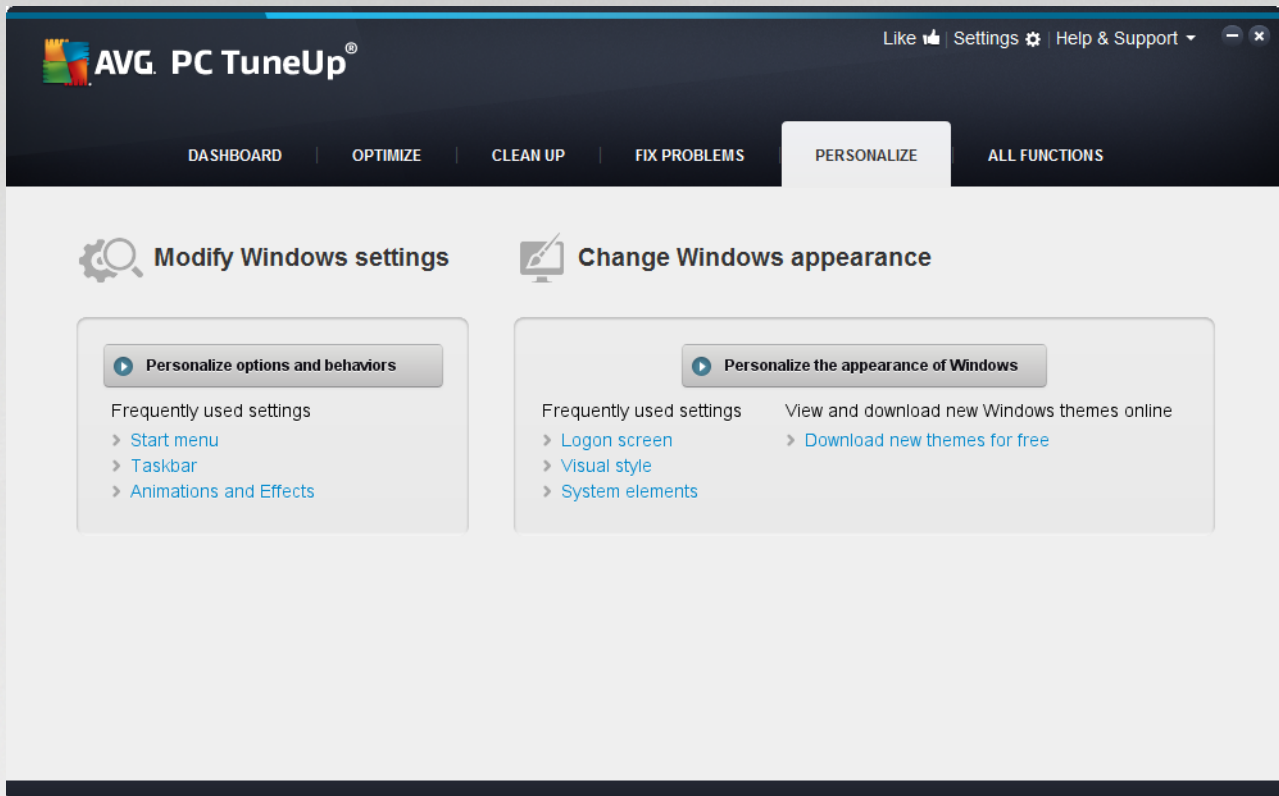 Like | Settings | Help & Support
AVG. PC TuneUp®
DASHBOARD | OPTIMIZE | CLEAN UP | FIX PROBLEMS | PERSONALIZE | ALL FUNCTIONS
Modify Windows settings
Personalize options and behaviors
Frequently used settings
Start menu
Taskbar
Animations and Effects
Change Windows appearance
Personalize the appearance of Windows
Frequently used settings
Logon screen
Visual style
System elements
View and download new Windows themes online
Download new themes for free